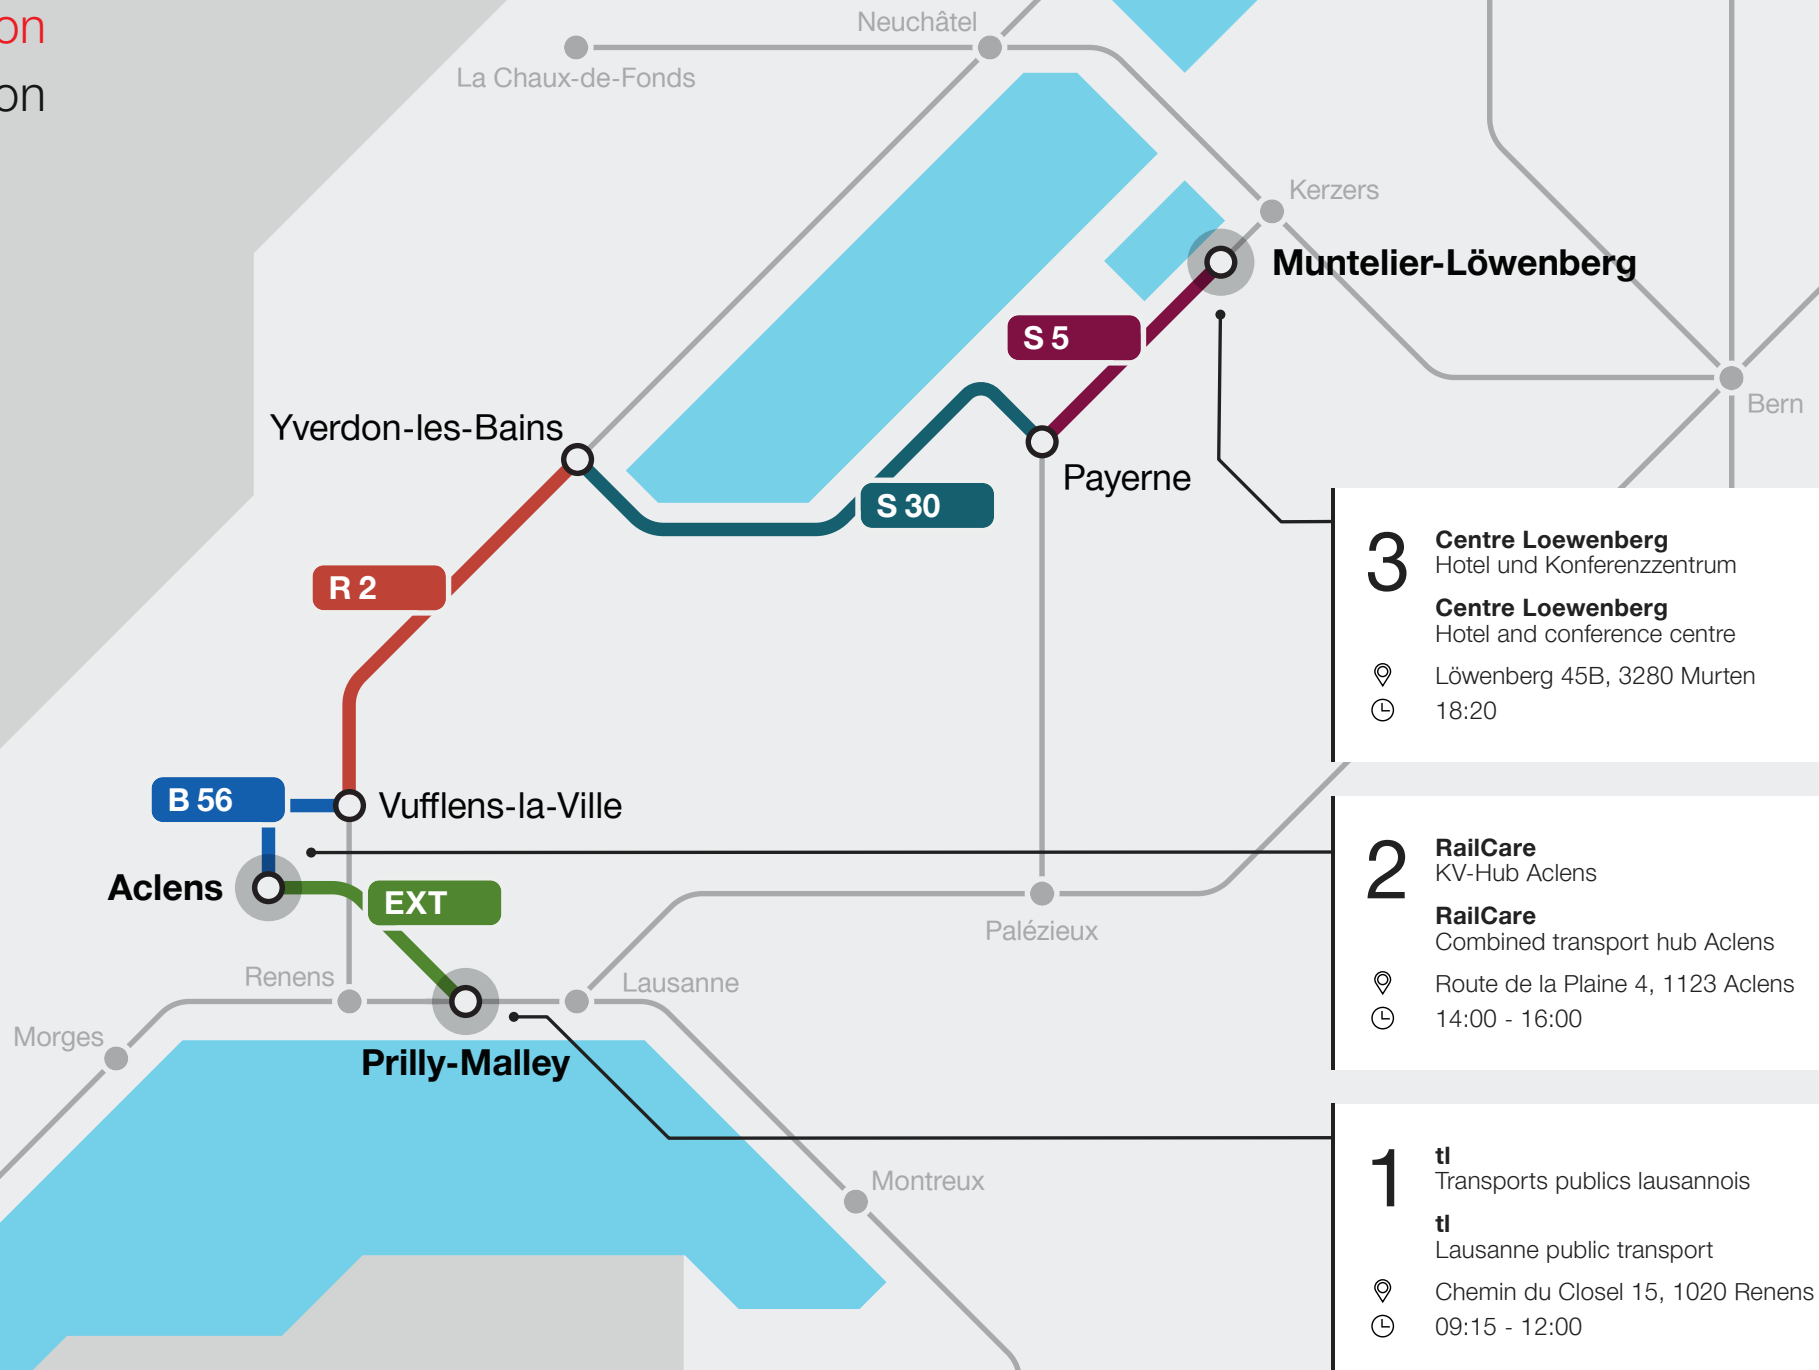 on
on
Neuchâtel
La Chaux-de-Fonds
Kerzers
Muntelier-Löwenberg
S 5
Bern
Yverdon-les-Bains
Payerne
S 30
R 2
3
Centre Loewenberg
Hotel und Konferenzzentrum
Centre Loewenberg
Hotel and conference centre
Löwenberg 45B, 3280 Murten
18:20
B 56
Vufflens-la-Ville
Aclens
EXT
Palézieux
Renens
Lausanne
Morges
Prilly-Malley
Montreux
2
RailCare
KV-Hub Aclens
RailCare
Combined transport hub Aclens
Route de la Plaine 4, 1123 Aclens
14:00 - 16:00
1
tl
Transports publics lausannois
tl
Lausanne public transport
Chemin du Closel 15, 1020 Renens
09:15 - 12:00